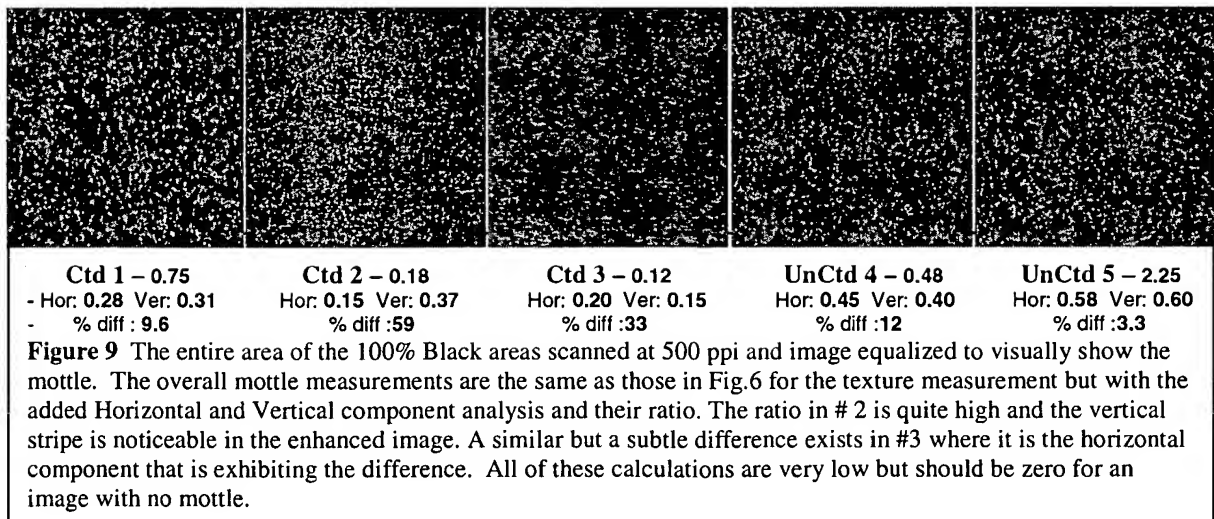 Ctd 1 – 0.75 Ctd 2 – 0.18 Ctd 3 – 0.12 UnCtd 4 – 0.48 UnCtd 5 – 2.25
- Hor: 0.28 Ver: 0.31 Hor: 0.15 Ver: 0.37 Hor: 0.20 Ver: 0.15 Hor: 0.45 Ver: 0.40 Hor: 0.58 Ver: 0.60
- % diff : 9.6 % diff :59 % diff :33 % diff :12 % diff :3.3
Figure 9 The entire area of the 100% Black areas scanned at 500 ppi and image equalized to visually show the
mottle. The overall mottle measurements are the same as those in Fig.6 for the texture measurement but with the
added Horizontal and Vertical component analysis and their ratio. The ratio in # 2 is quite high and the vertical
stripe is noticeable in the enhanced image. A similar but a subtle difference exists in #3 where it is the horizontal
component that is exhibiting the difference. All of these calculations are very low but should be zero for an
image with no mottle.